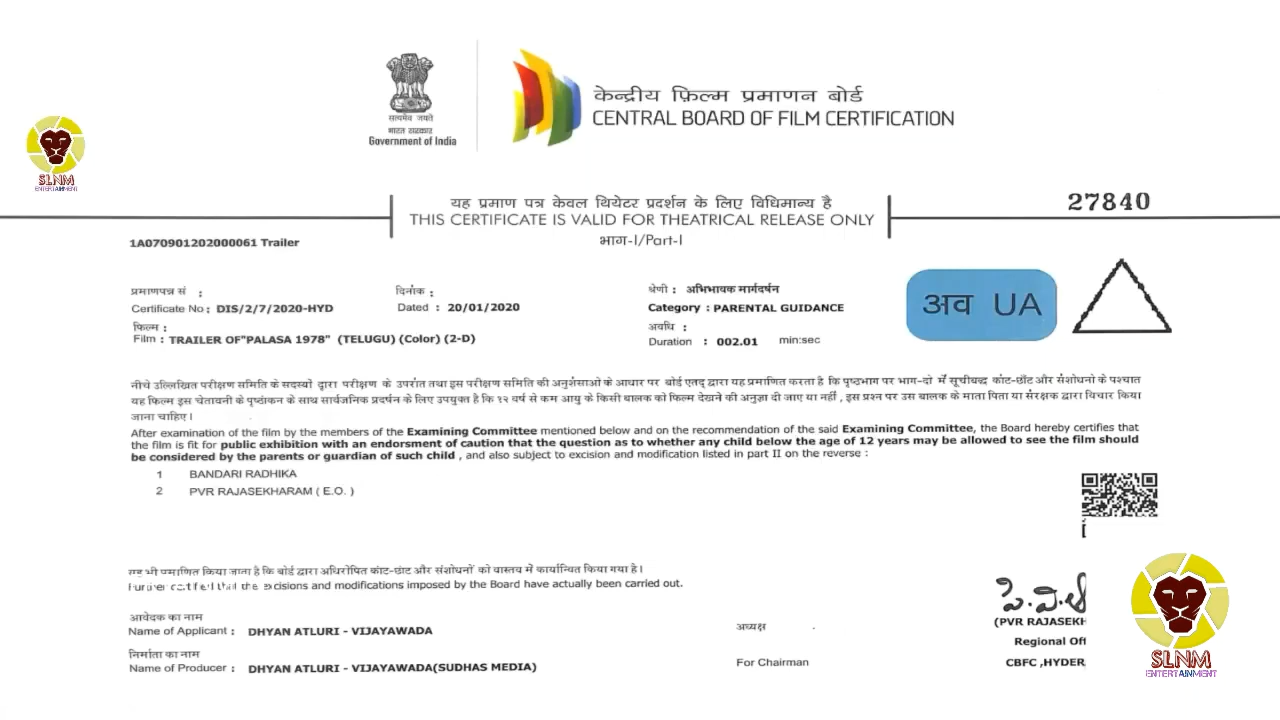 सत्यमेव जयते
भारत सरकार
Government of India
केन्द्रीय फ़िल्म प्रमाणन बोर्ड
CENTRAL BOARD OF FILM CERTIFICATION
SLNM
ENTERTAINMENT
यह प्रमाण पत्र केवल थियेटर प्रदर्शन के लिए विधिमान्य है
THIS CERTIFICATE IS VALID FOR THEATRICAL RELEASE ONLY
27840
भाग-I/Part-I
1A070901202000061 Trailer
प्रमाणपत्र सं :
दिनांक :
श्रेणी : अभिभावक मार्गदर्शन
Certificate No : DIS/2/7/2020-HYD
Dated : 20/01/2020
Category : PARENTAL GUIDANCE
अव UA
फिल्म :
अवधि :
Film : TRAILER OF"PALASA 1978" (TELUGU) (Color) (2-D)
Duration : 002.01 min:sec
नीचे उल्लिखित परीक्षण समिति के सदस्यों द्वारा परीक्षण के उपरांत तथा इस परीक्षण समिति की अनुशंसाओ के आधार पर बोर्ड एतद् द्वारा यह प्रमाणित करता है कि पृष्ठभाग पर भाग-दो में सूचीबद्ध कांट-छाँट और संशोधनो के पश्चात
यह फिल्म इस चेतावनी के पृष्ठांकन के साथ सार्वजनिक प्रदर्शन के लिए उपयुक्त है कि १२ वर्ष से कम आयु के किसी बालक को फिल्म देखने की अनुज्ञा दी जाए या नहीं , इस प्रश्न पर उस बालक के माता पिता या संरक्षक द्वारा विचार किया
जाना चाहिए ।
After examination of the film by the members of the Examining Committee mentioned below and on the recommendation of the said Examining Committee, the Board hereby certifies that
the film is fit for public exhibition with an endorsment of caution that the question as to whether any child below the age of 12 years may be allowed to see the film should
be considered by the parents or guardian of such child , and also subject to excision and modification listed in part II on the reverse :
1 BANDARI RADHIKA
2 PVR RAJASEKHARAM ( E.O. )
यह भी प्रमाणित किया जाता है कि बोर्ड द्वारा अधिरोपित कांट-छांट और संशोधनों को वास्तव में कार्यान्वित किया गया है।
Further certified that the excisions and modifications imposed by the Board have actually been carried out.
आवेदक का नाम
Name of Applicant : DHYAN ATLURI - VIJAYAWADA
अध्यक्ष
(PVR RAJASEKH
Regional Off
निर्माता का नाम
Name of Producer : DHYAN ATLURI - VIJAYAWADA(SUDHAS MEDIA)
For Chairman
CBFC ,HYDER
SLNM
ENTERTAINMENT